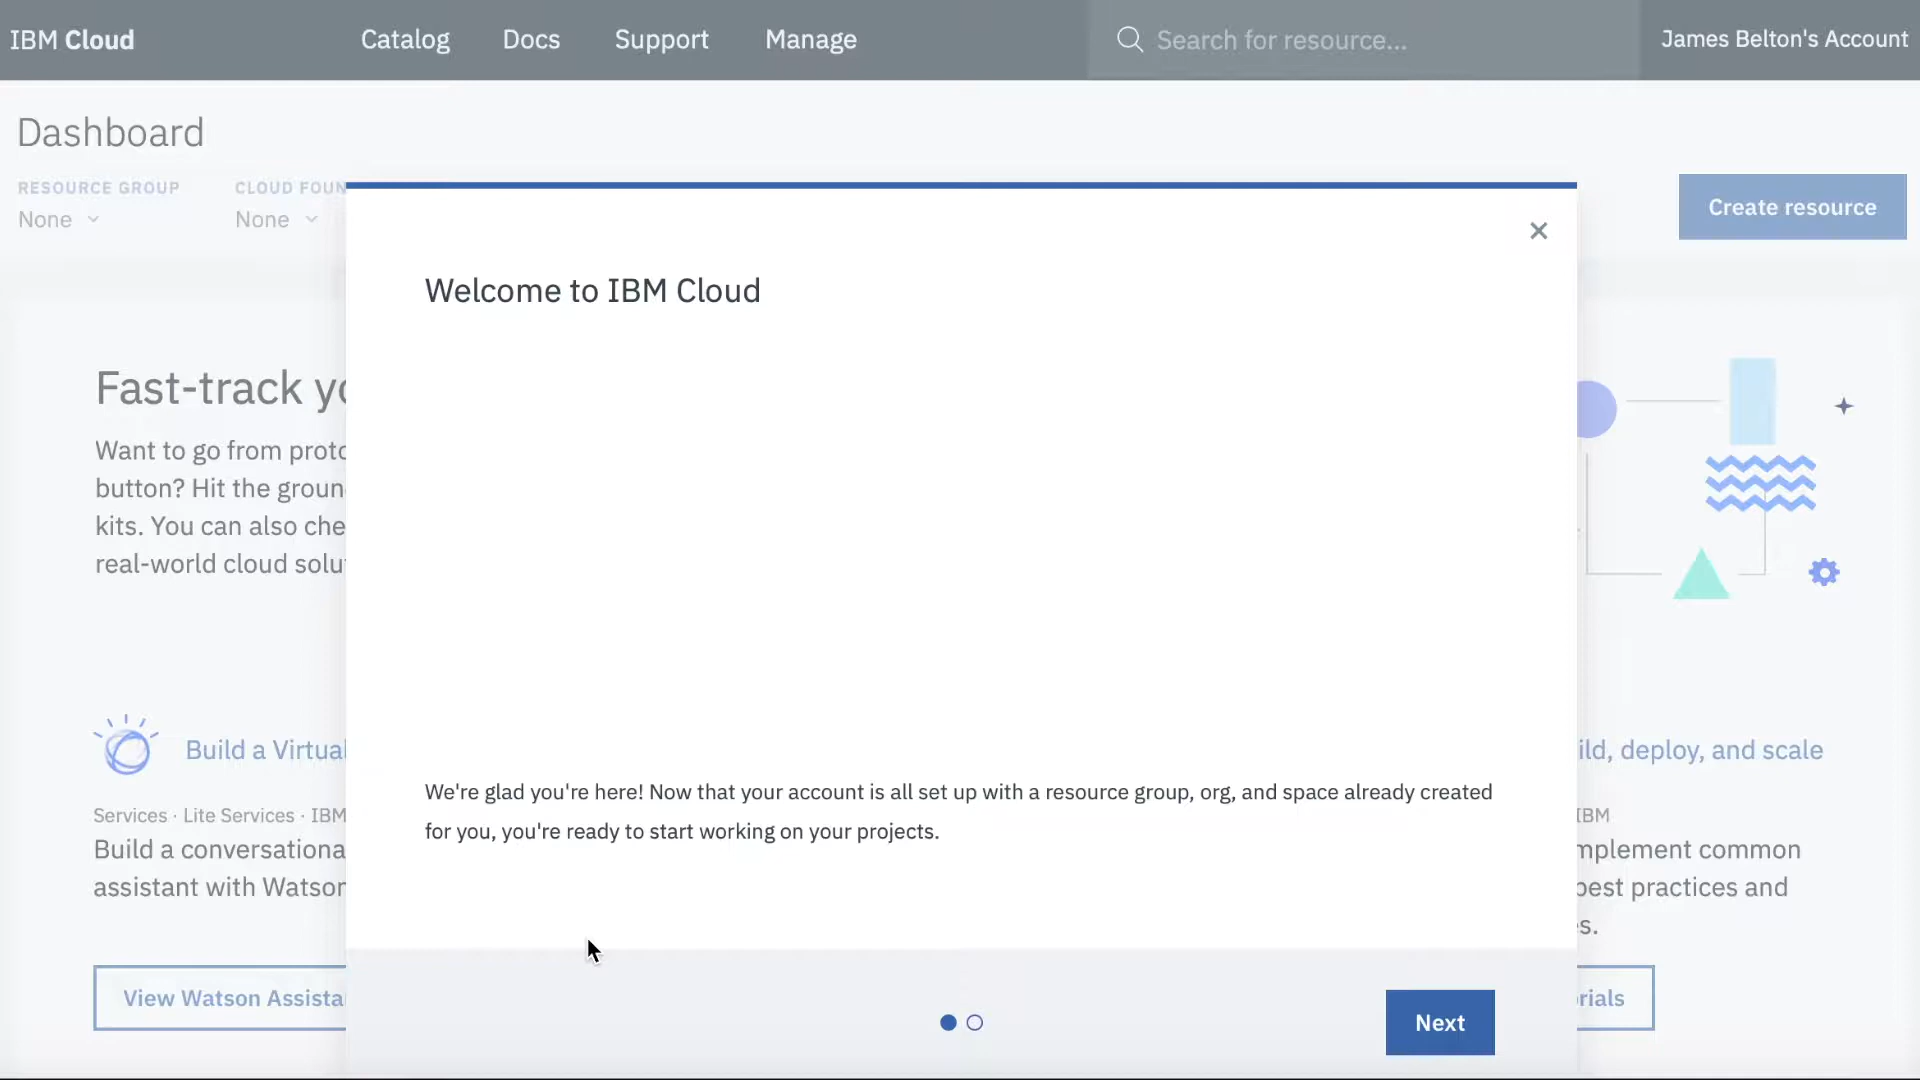 IBM Cloud
Catalog
Docs
Support
Manage
Search for resource...
James Belton's Account
Dashboard
RESOURCE GROUP
None
CLOUD FOUN
None
Create resource
Welcome to IBM Cloud
Fast-track yo
Want to go from proto
button? Hit the groun
kits. You can also che
real-world cloud solu
We're glad you're here! Now that your account is all set up with a resource group, org, and space already created
for you, you're ready to start working on your projects.
Build a Virtual
Services · Lite Services · IBM
Build a conversationa
assistant with Watson
View Watson Assista
ild, deploy, and scale
IBM
mplement common
best practices and
s.
rials
Next